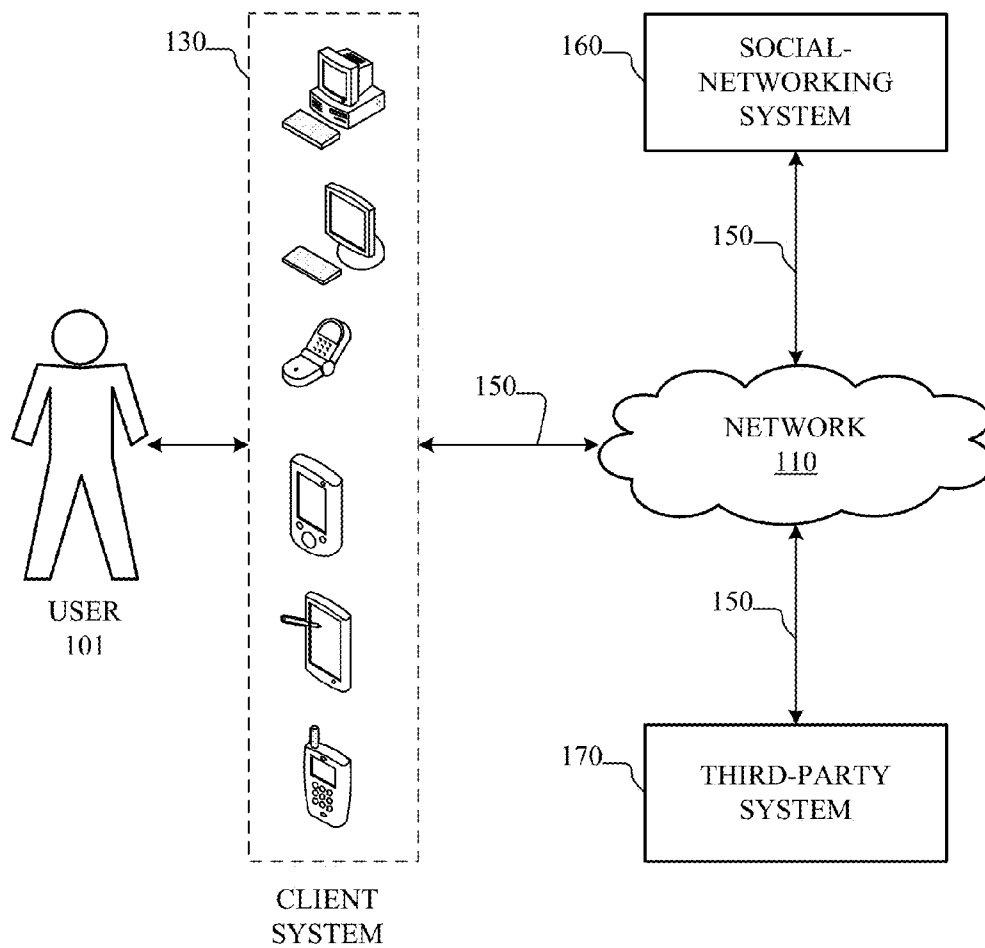 130
160
SOCIAL-
NETWORKING
SYSTEM
150
150
NETWORK
110
USER
101
150
170
THIRD-PARTY
SYSTEM
CLIENT
SYSTEM